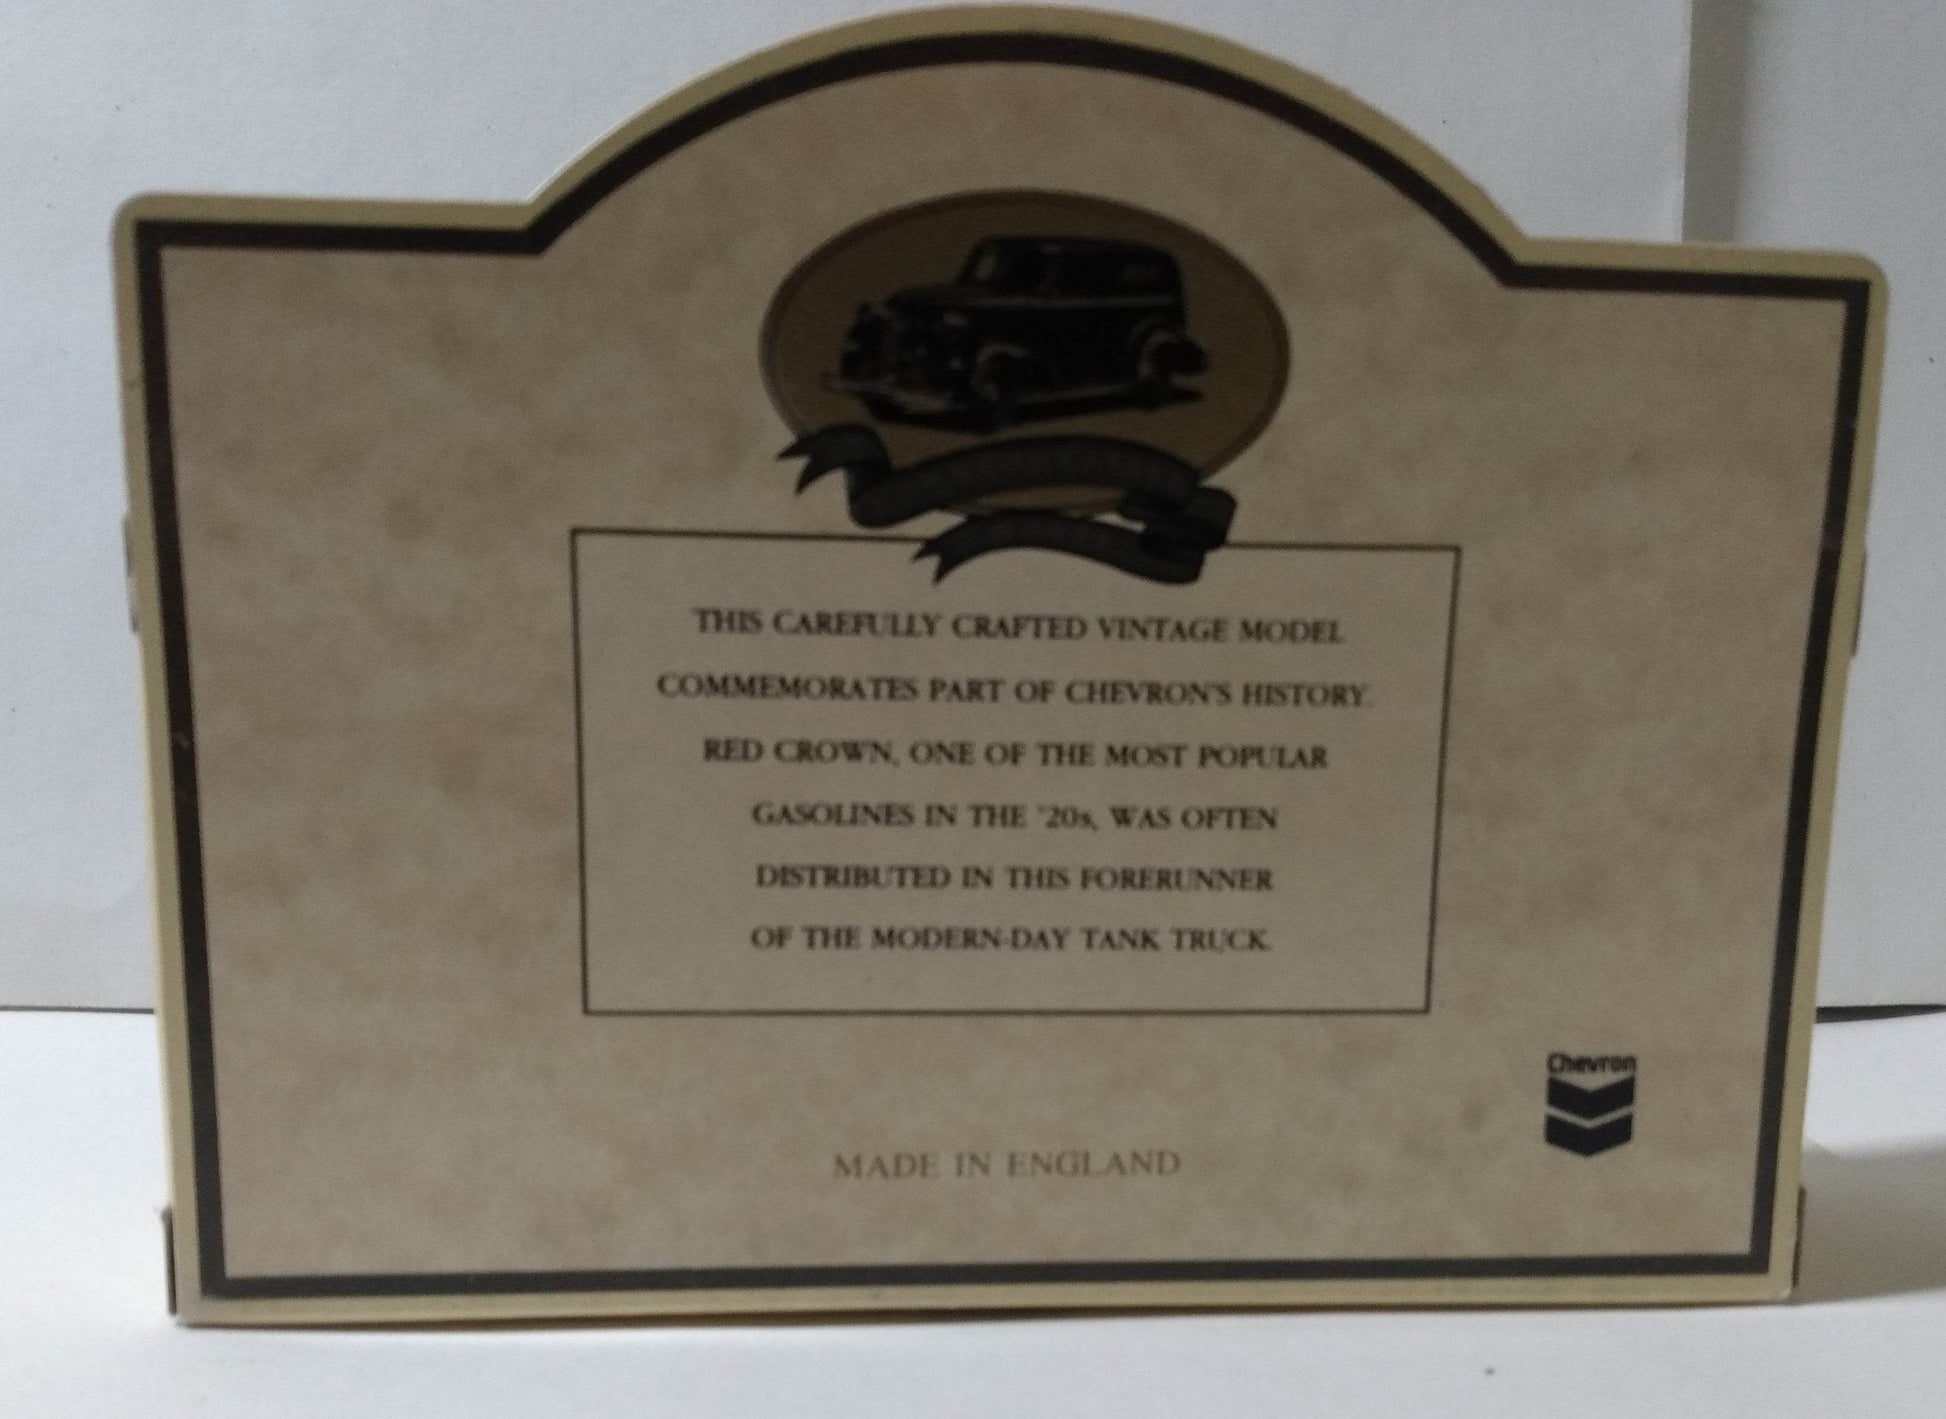 THIS CAREFULLY CRAFTED VINTAGE MODEL
COMMEMORATES PART OF CHEVRON'S HISTORY.
RED CROWN, ONE OF THE MOST POPULAR
GASOLINES IN THE '20s, WAS OFTEN
DISTRIBUTED IN THIS FORERUNNER
OF THE MODERN-DAY TANK TRUCK.
Chevron
MADE IN ENGLAND